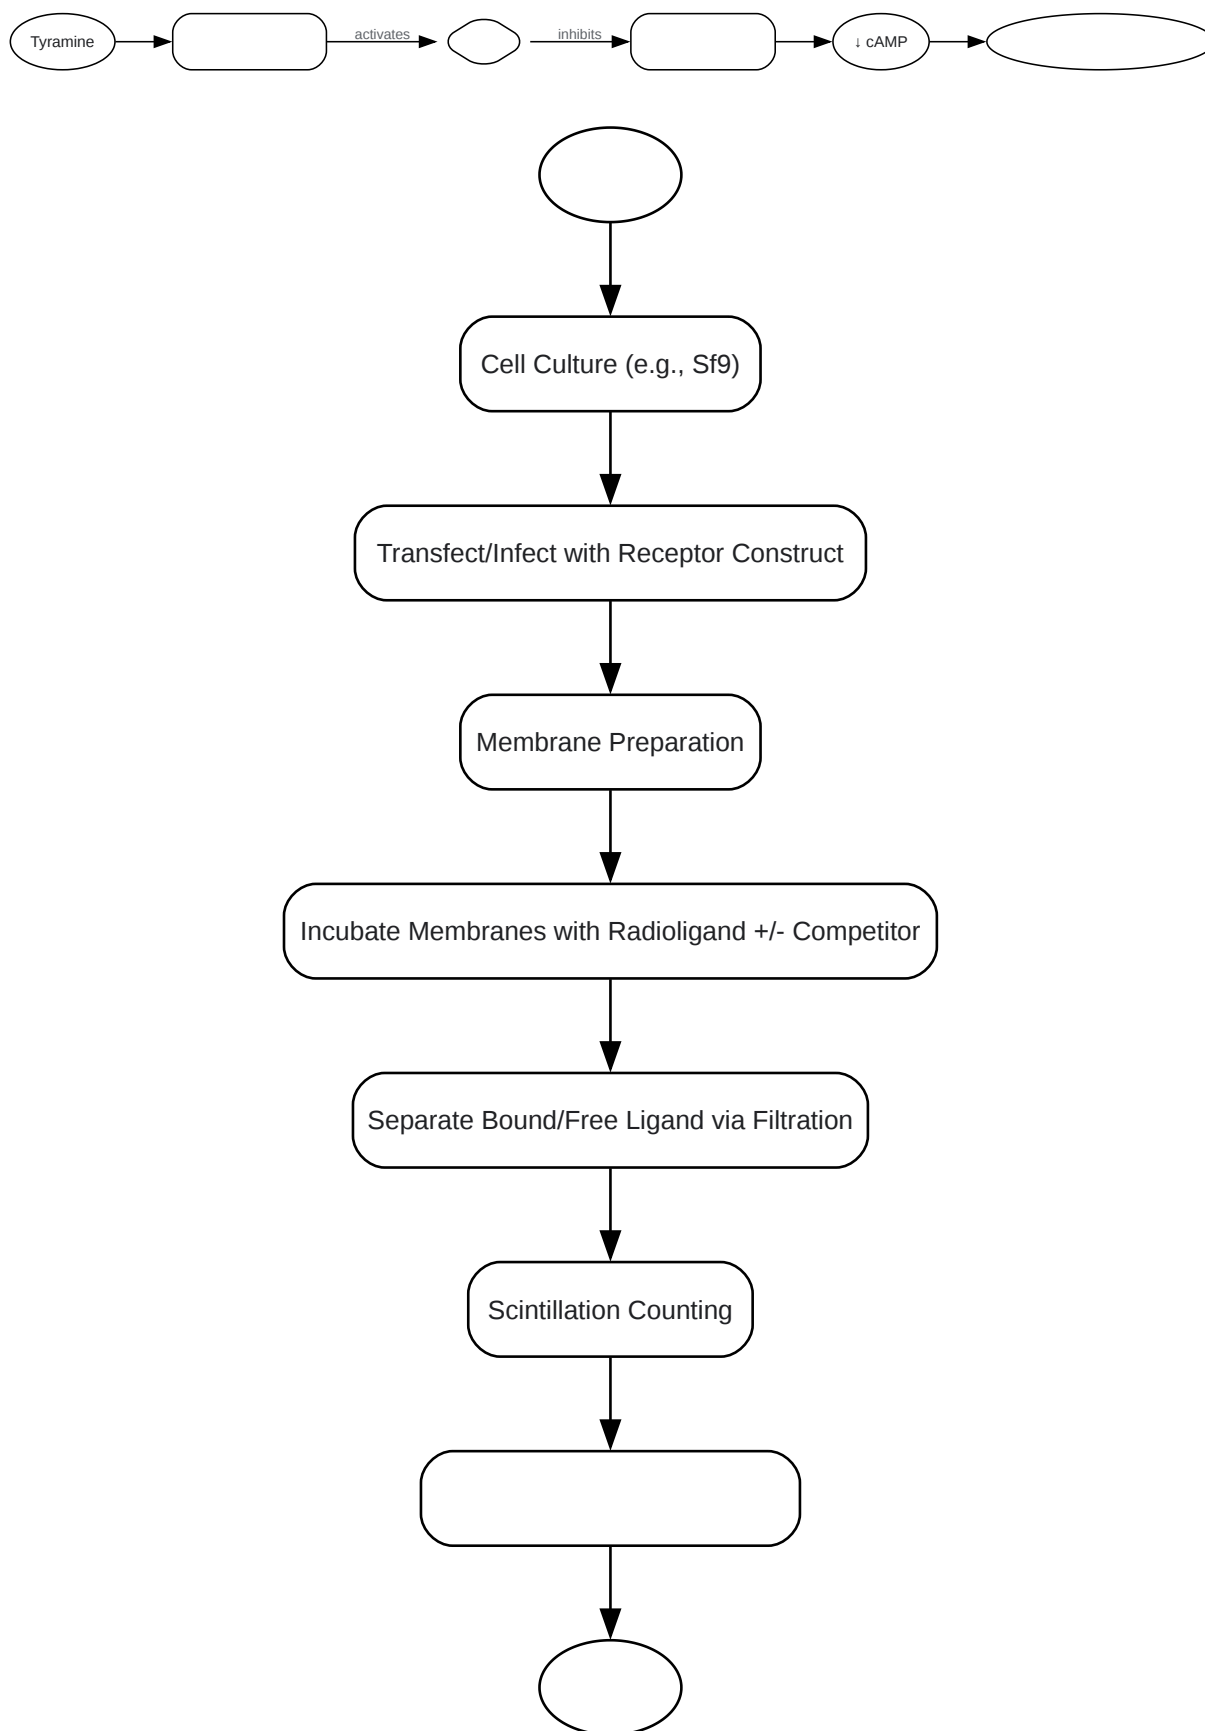 Tyramine
activates
inhibits
↓ cAMP
Cell Culture (e.g., Sf9)
Transfect/Infect with Receptor Construct
Membrane Preparation
Incubate Membranes with Radioligand +/- Competitor
Separate Bound/Free Ligand via Filtration
Scintillation Counting